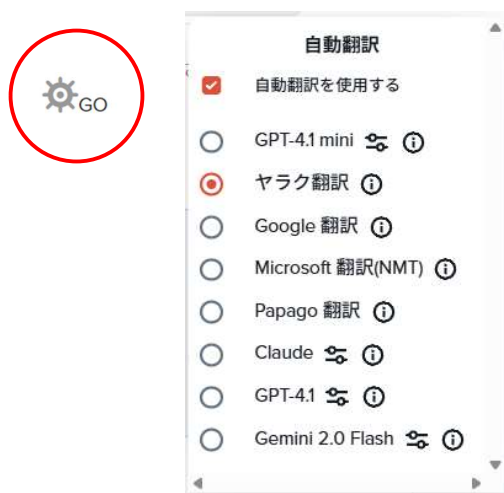 GO
自動翻訳
自動翻訳を使用する
GPT-4.1 mini
ヤラク翻訳
Google 翻訳
Microsoft 翻訳(NMT)
Papago 翻訳
Claude
GPT-4.1
Gemini 2.0 Flash